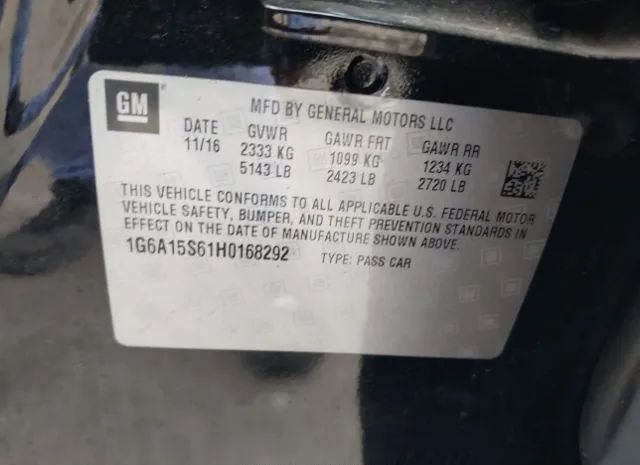 GM
MFD BY GENERAL MOTORS LLC
DATE GVWR GAWR FRT GAWR RR
11/16 2333 KG 1099 KG 1234 KG
5143 LB 2423 LB 2720 LB
THIS VEHICLE CONFORMS TO ALL APPLICABLE U.S. FEDERAL MOTOR
VEHICLE SAFETY, BUMPER, AND THEFT PREVENTION STANDARDS IN
EFFECT ON THE DATE OF MANUFACTURE SHOWN ABOVE.
1G6A15S61H0168292 TYPE: PASS CAR